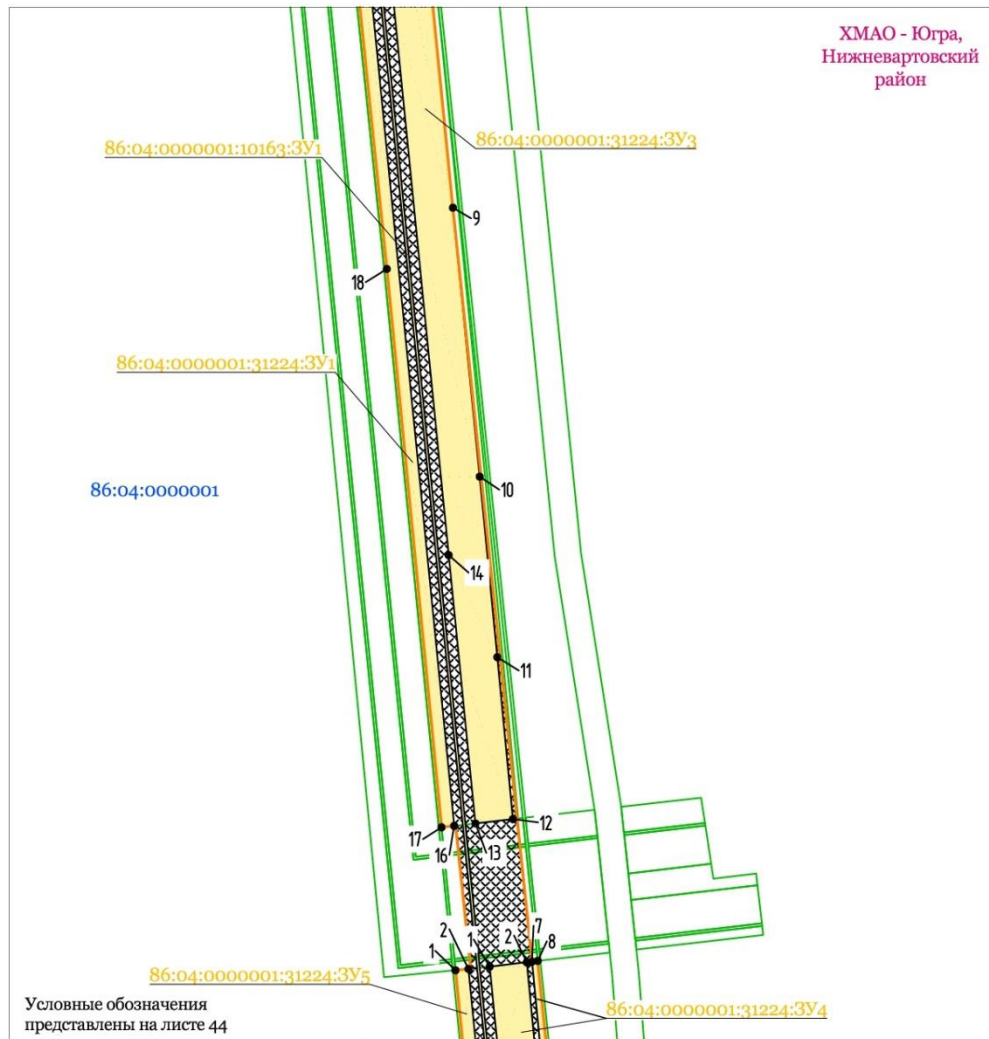 ХМАО - Югра,
Нижневартовский
район
86:04:0000001:31224:ЗУ3
86:04:0000001:10163:ЗУ1
9
18
86:04:0000001:31224:ЗУ1
86:04:0000001
10
14
11
12
17
16
13
2
1
2
7
1
8
86:04:0000001:31224:ЗУ5
86:04:0000001:31224:ЗУ4
Условные обозначения
представлены на листе 44